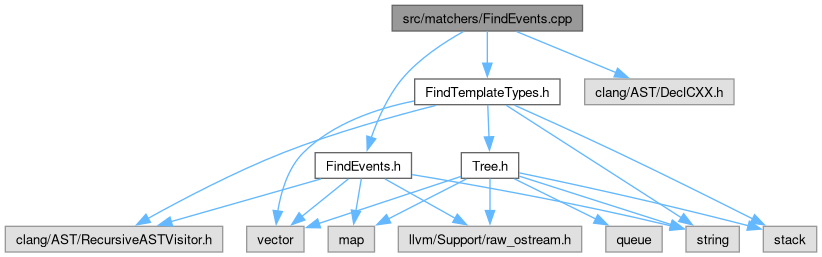 src/matchers/FindEvents.cpp
FindTemplateTypes.h
clang/AST/DeclCXX.h
FindEvents.h
Tree.h
clang/AST/RecursiveASTVisitor.h
vector
map
llvm/Support/raw_ostream.h
queue
string
stack